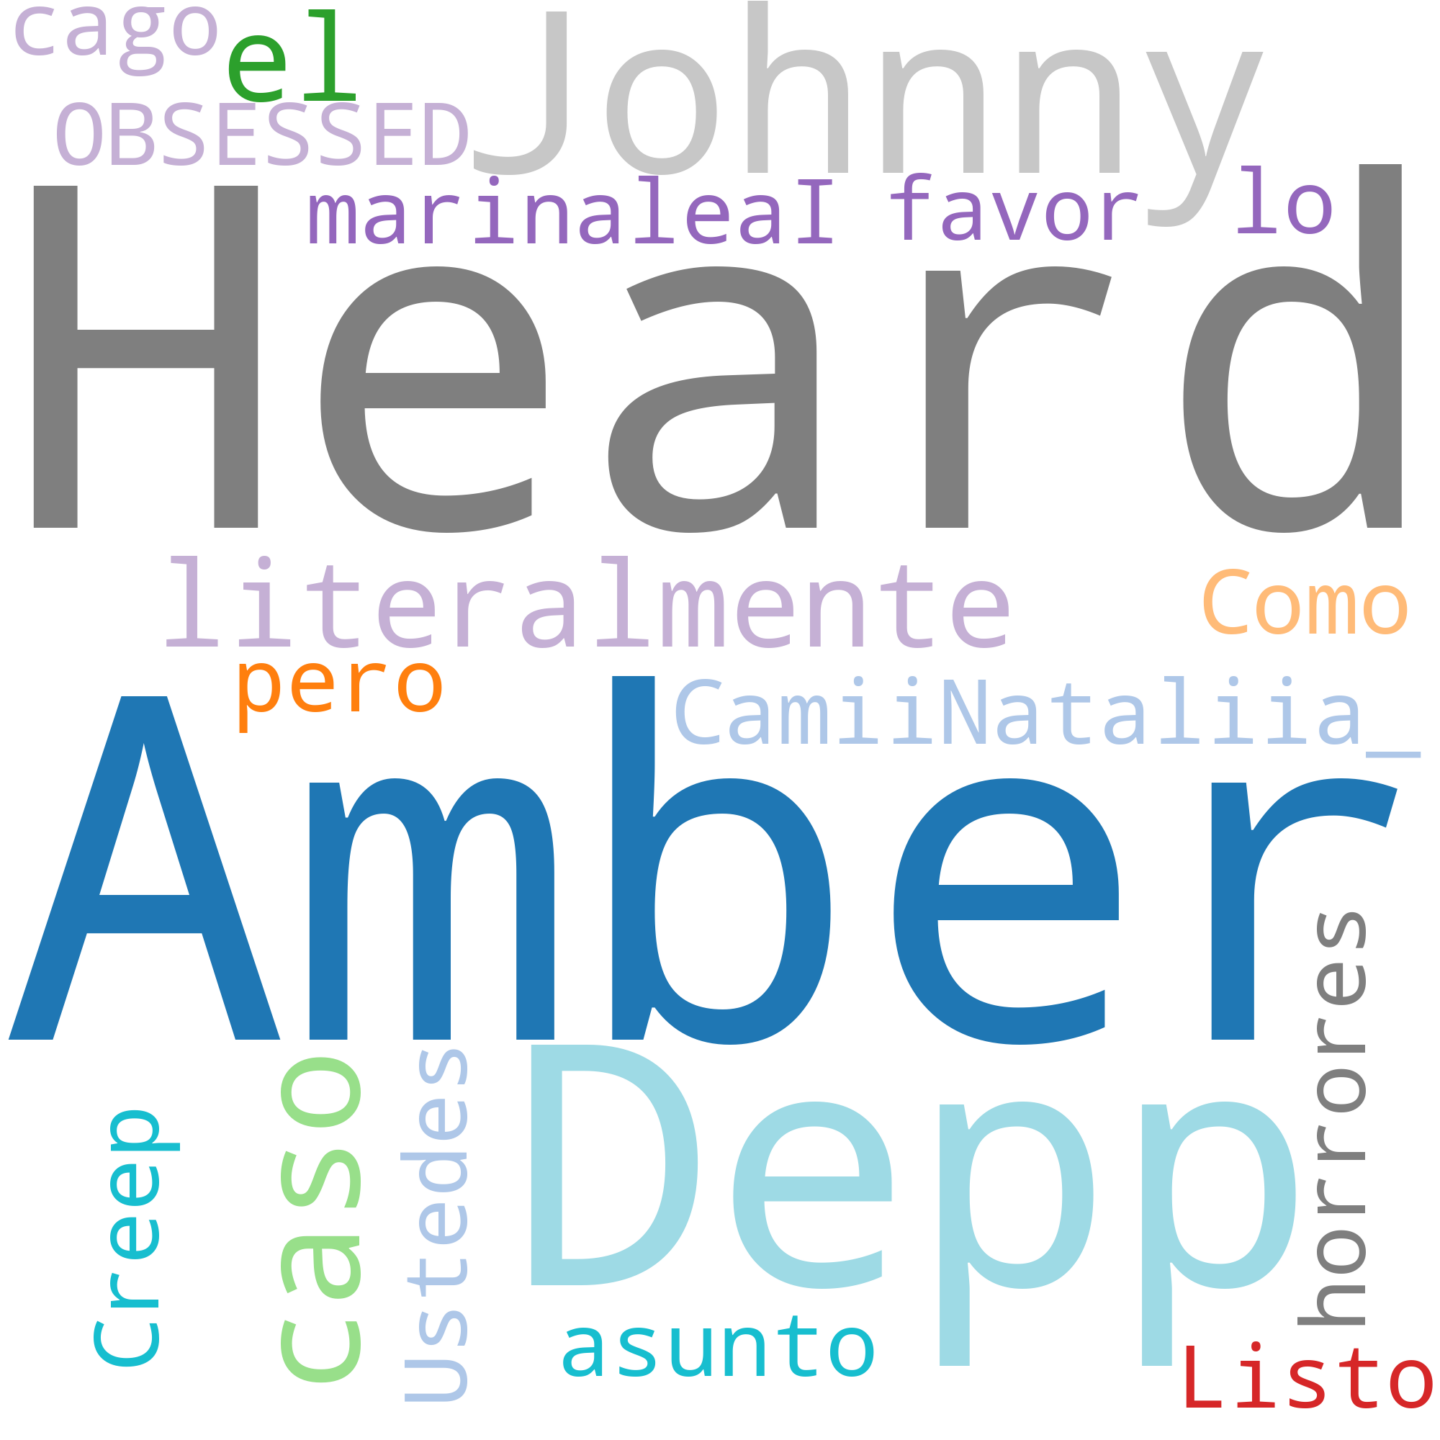 cago
el
Johnny
OBSESSED
marinaleaI
favor
lo
Heard
literalmente
Como
pero
CamiiNataliia_
Amber
horrores
Creep
caso
Ustedes
Depp
asunto
Listo